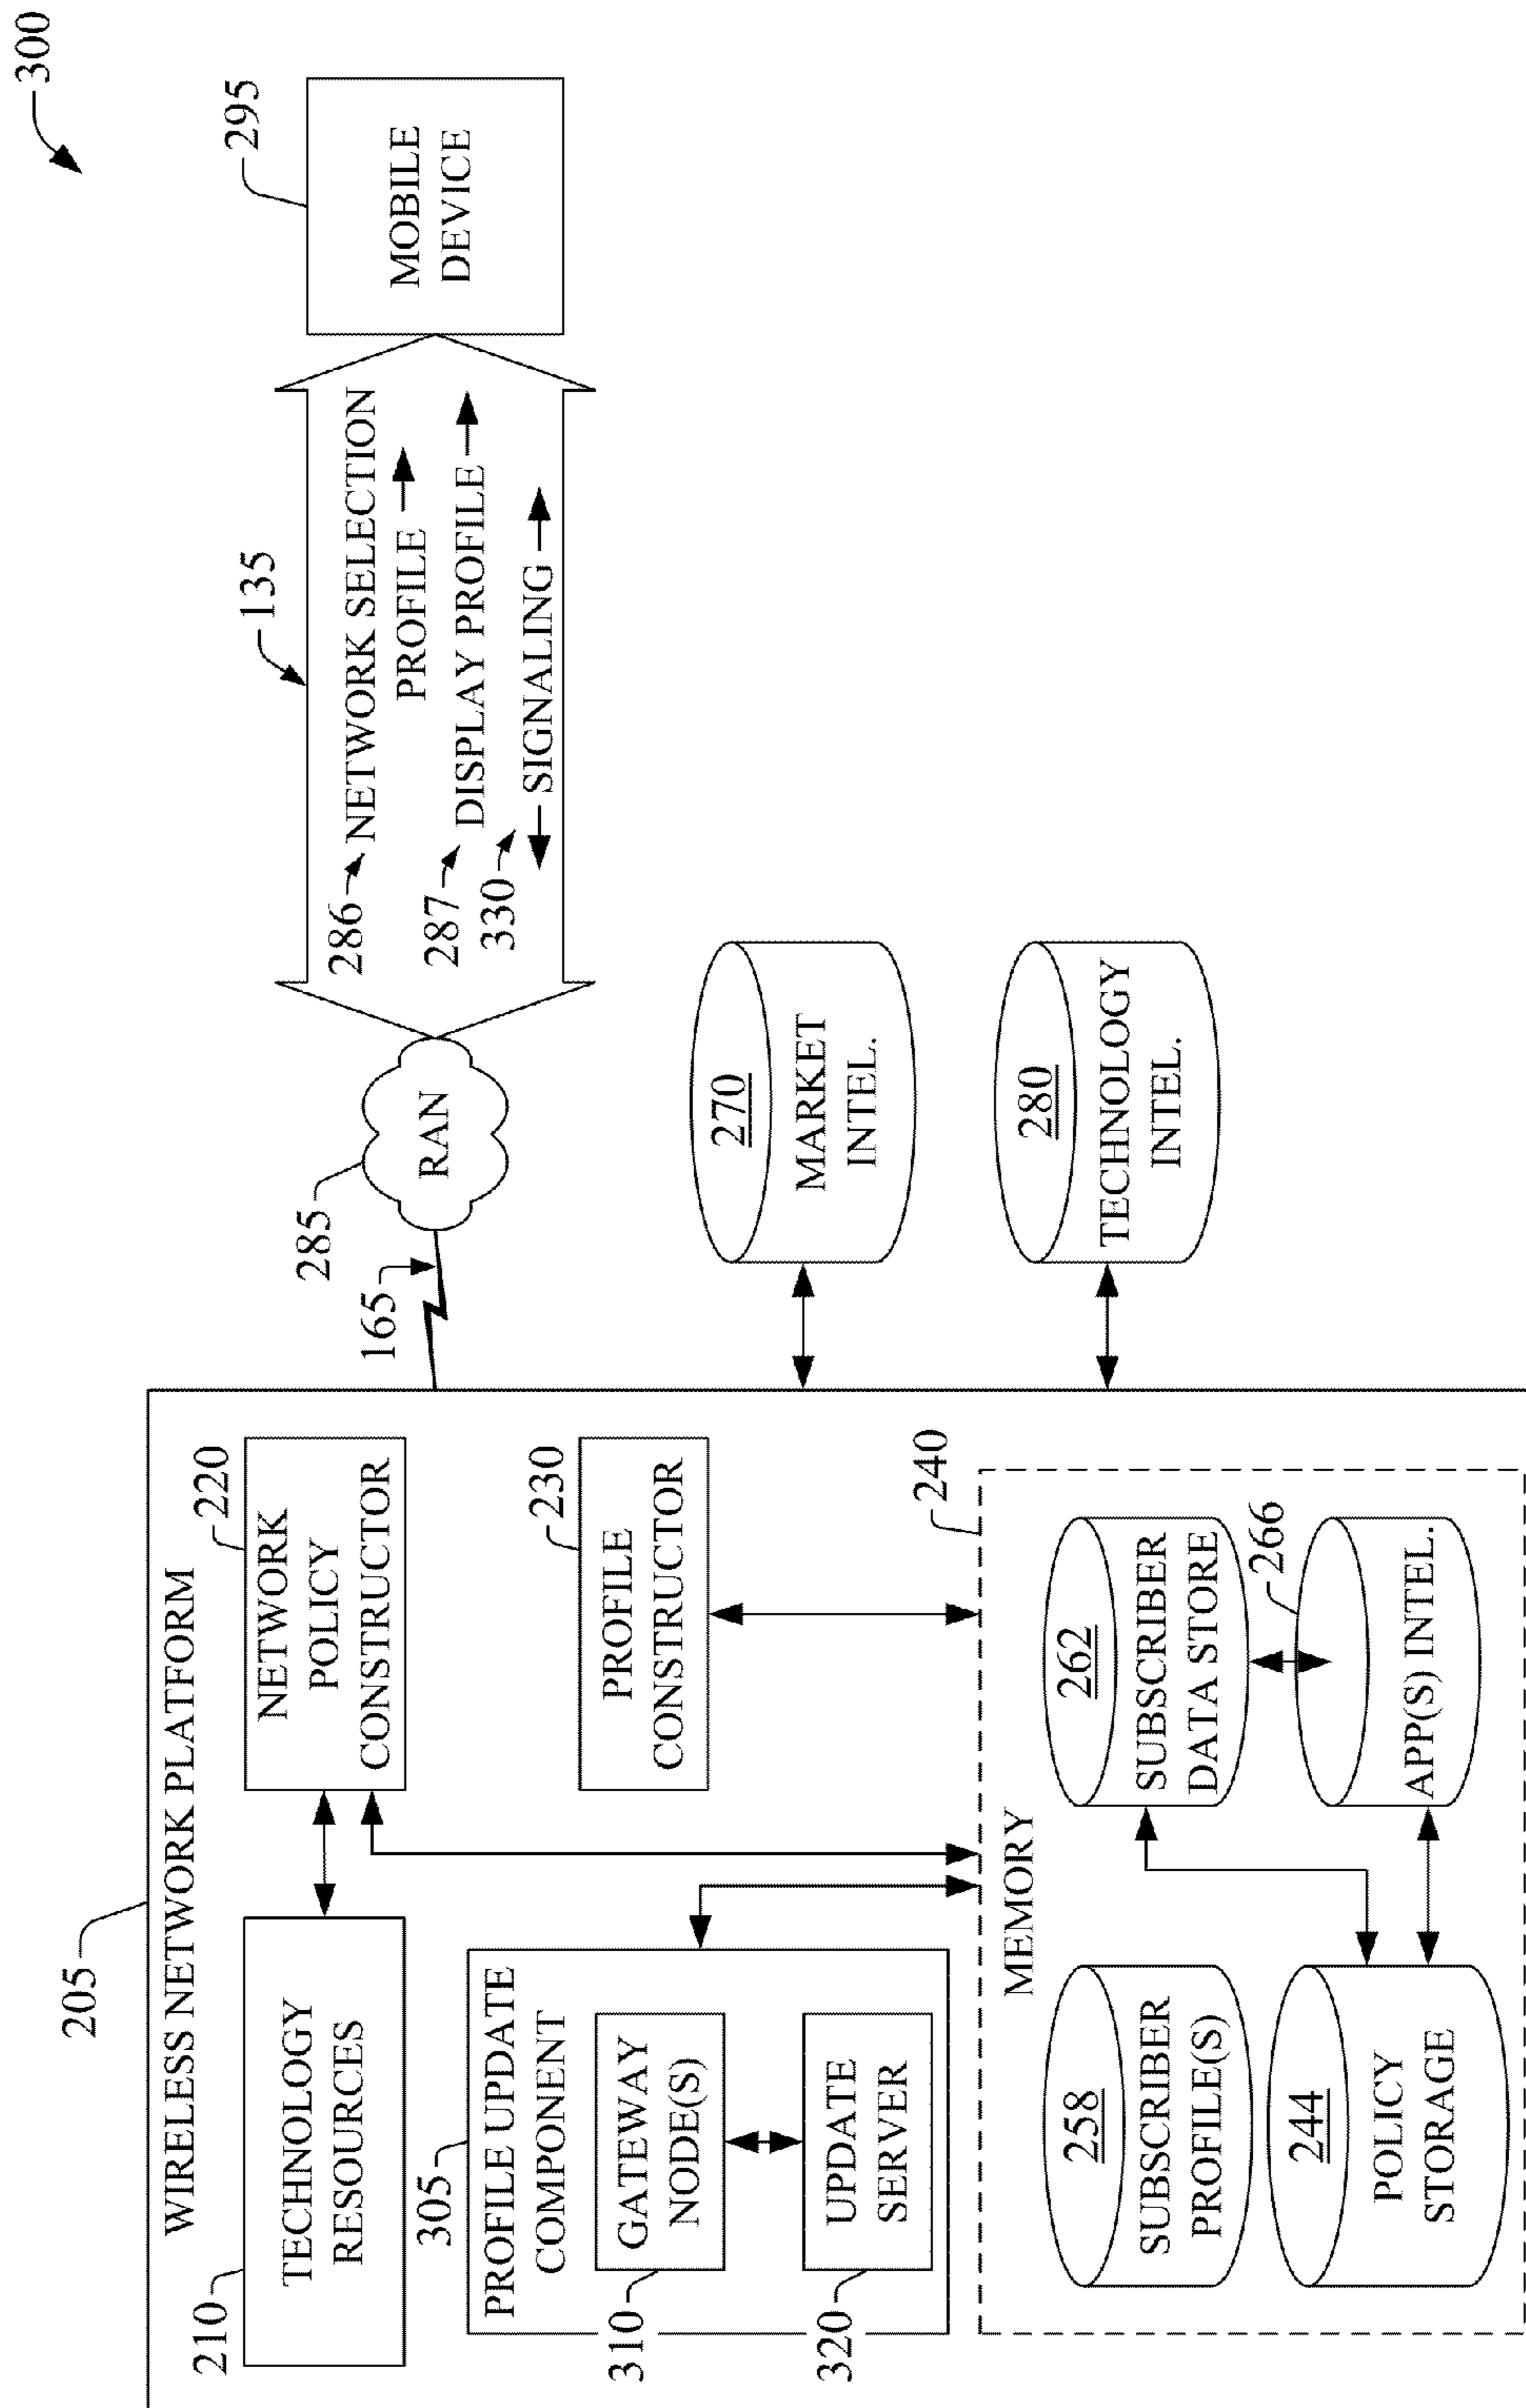 300
205
WIRELESS NETWORK PLATFORM
210
TECHNOLOGY
RESOURCES
220
NETWORK
POLICY
CONSTRUCTOR
305
PROFILE UPDATE
COMPONENT
310
GATEWAY
NODE(S)
320
UPDATE
SERVER
230
PROFILE
CONSTRUCTOR
240
MEMORY
258
SUBSCRIBER
PROFILE(S)
262
SUBSCRIBER
DATA STORE
244
POLICY
STORAGE
266
APP(S) INTEL.
165
285
RAN
135
286
NETWORK SELECTION
PROFILE
287
DISPLAY PROFILE
330
SIGNALING
295
MOBILE
DEVICE
270
MARKET
INTEL.
280
TECHNOLOGY
INTEL.